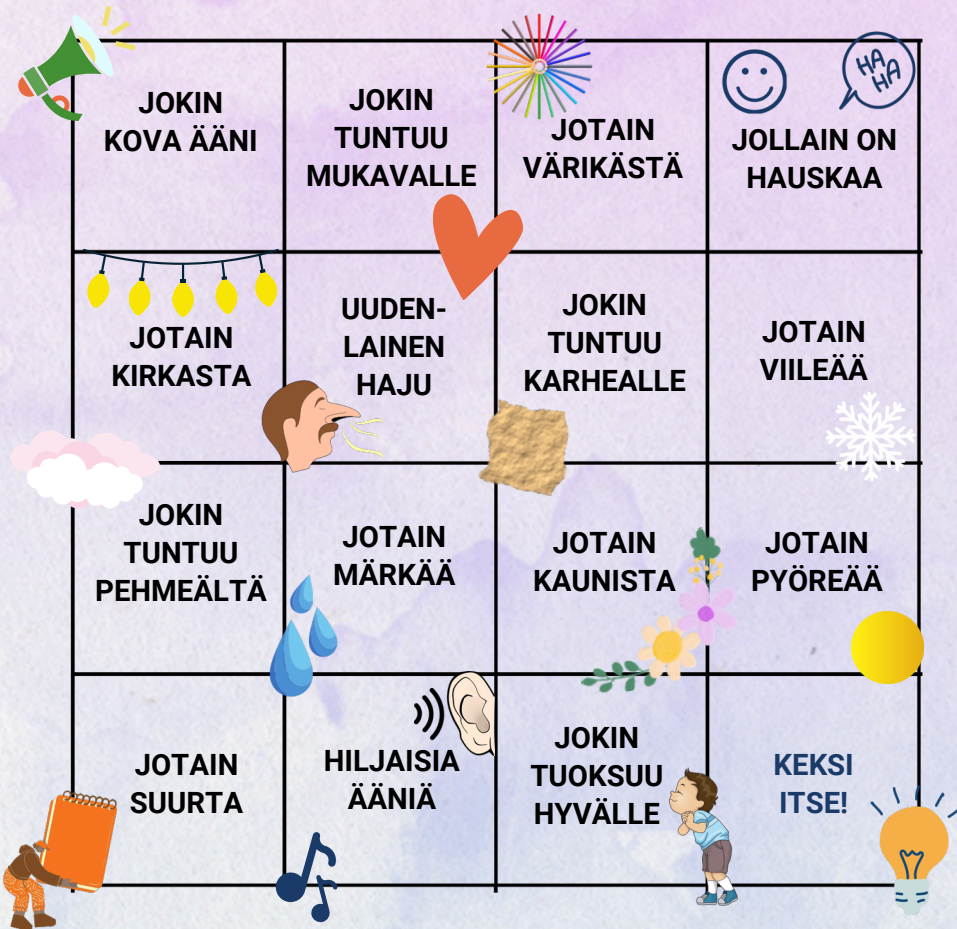 JOKIN
KOVA ÄÄNI
JOKIN
TUNTUU
MUKAVALLE
JOTAIN
VÄRIKÄSTÄ
HA
HA
JOLLAIN ON
HAUSKAA
JOTAIN
KIRKASTA
UUDEN-
LAINEN
HAJU
JOKIN
TUNTUU
KARHEALLE
JOTAIN
VIILEÄÄ
JOKIN
TUNTUU
PEHMEÄLTÄ
JOTAIN
MÄRKÄÄ
JOTAIN
KAUNISTA
JOTAIN
PYÖREÄÄ
JOTAIN
SUURTA
HILJAISIA
ÄÄNIÄ
JOKIN
TUOKSUU
HYVÄLLE
KEKSI
ITSE!